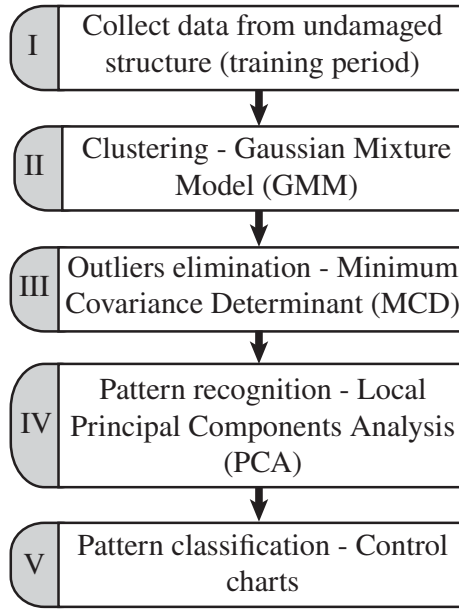 I
Collect data from undamaged
structure (training period)
II
Clustering - Gaussian Mixture
Model (GMM)
III
Outliers elimination - Minimum
Covariance Determinant (MCD)
IV
Pattern recognition - Local
Principal Components Analysis
(PCA)
V
Pattern classification - Control
charts